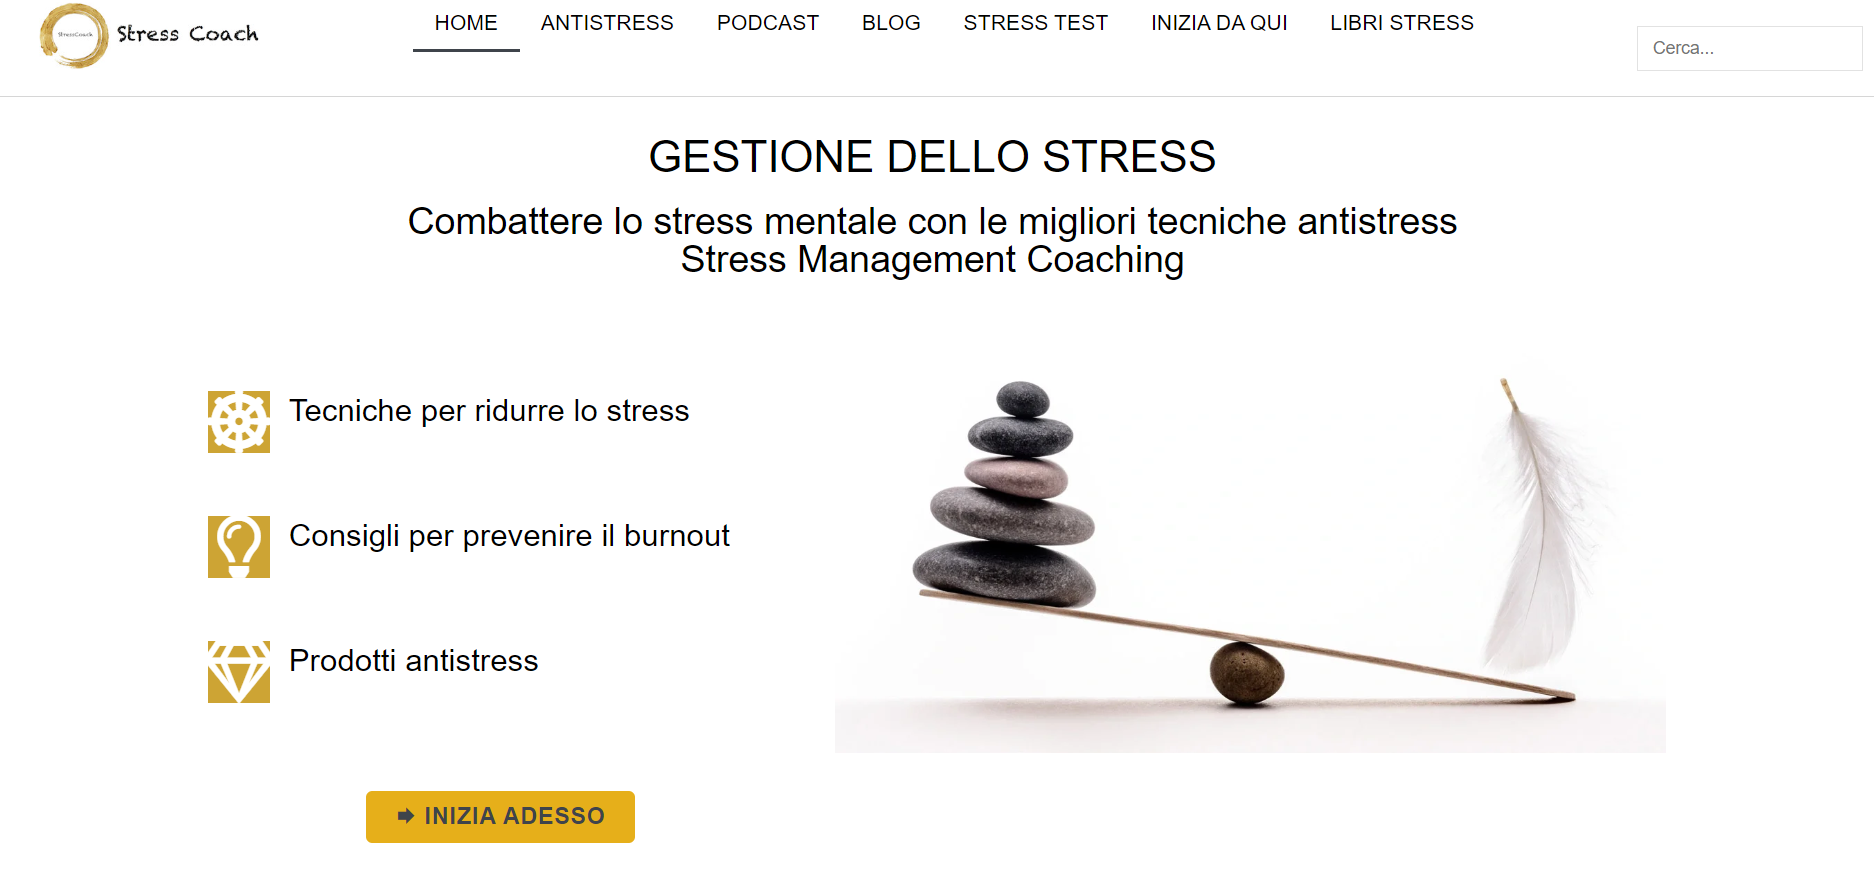 StressCoach
Stress Coach
HOME
ANTISTRESS
PODCAST
BLOG
STRESS TEST
INIZIA DA QUI
LIBRI STRESS
Cerca...
GESTIONE DELLO STRESS
Combattere lo stress mentale con le migliori tecniche antistress
Stress Management Coaching
Tecniche per ridurre lo stress
Consigli per prevenire il burnout
Prodotti antistress
INIZIA ADESSO